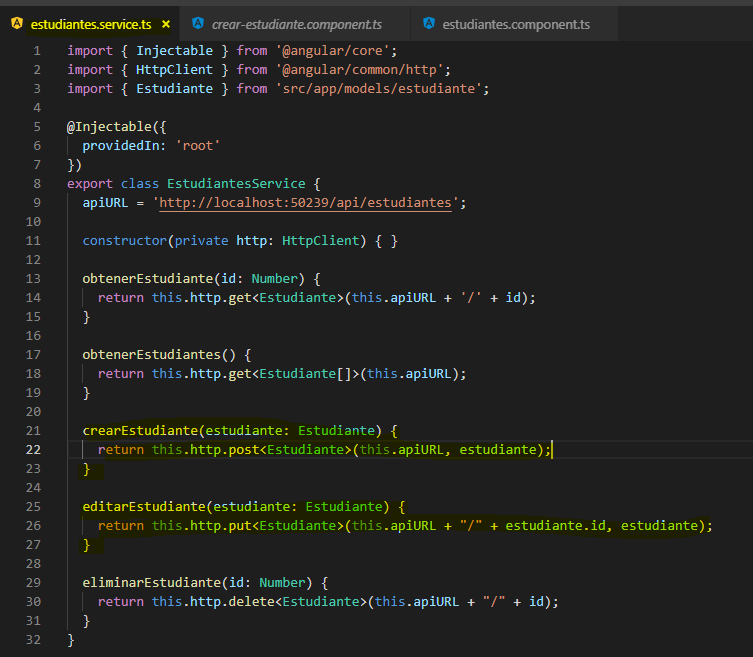 estudiantes.service.ts × crear-estudiante.component.ts estudiantes.component.ts
1 import { Injectable } from '@angular/core';
2 import { HttpClient } from '@angular/common/http';
3 import { Estudiante } from 'src/app/models/estudiante';
4
5 @Injectable({
6 providedIn: 'root'
7 })
8 export class EstudiantesService {
9 apiURL = 'http://localhost:50239/api/estudiantes';
10
11 constructor(private http: HttpClient) { }
12
13 obtenerEstudiante(id: Number) {
14 return this.http.get<Estudiante>(this.apiURL + '/' + id);
15 }
16
17 obtenerEstudiantes() {
18 return this.http.get<Estudiante[]>(this.apiURL);
19 }
20
21 crearEstudiante(estudiante: Estudiante) {
22 return this.http.post<Estudiante>(this.apiURL, estudiante);
23 }
24
25 editarEstudiante(estudiante: Estudiante) {
26 return this.http.put<Estudiante>(this.apiURL + "/" + estudiante.id, estudiante);
27 }
28
29 eliminarEstudiante(id: Number) {
30 return this.http.delete<Estudiante>(this.apiURL + "/" + id);
31 }
32 }